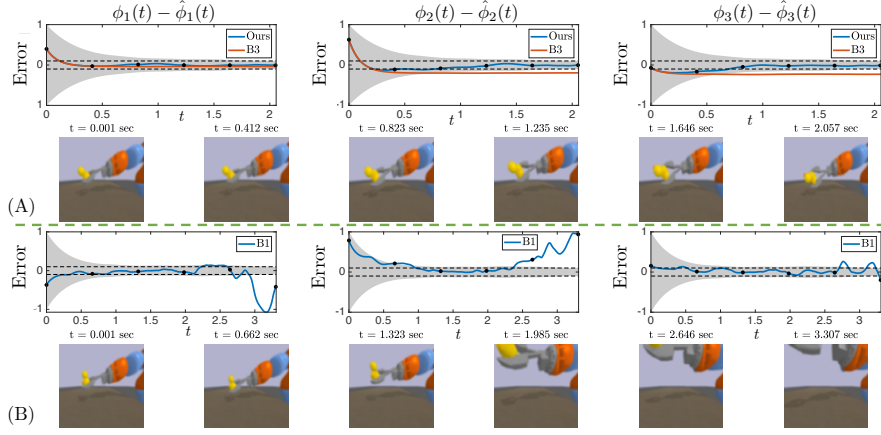 ϕ₁(t) − ϕ̂₁(t) ϕ₂(t) − ϕ̂₂(t) ϕ₃(t) − ϕ̂₃(t)
1 1 1
Error Error Error
0 0 0
1 1 1
Ours Ours Ours
B3 B3 B3
0 0.5 1 1.5 2 0 0.5 1 1.5 2 0 0.5 1 1.5 2
t t t
t = 0.001 sec t = 0.412 sec t = 0.823 sec t = 1.235 sec t = 1.646 sec t = 2.057 sec
(A)
1 1 1
Error Error Error
0 0 0
-1 -1 -1
B1 B1 B1
0 0.5 1 1.5 2 2.5 3 0 0.5 1 1.5 2 2.5 3 0 0.5 1 1.5 2 2.5 3
t t t
t = 0.001 sec t = 0.662 sec t = 1.323 sec t = 1.985 sec t = 2.646 sec t = 3.307 sec
(B)